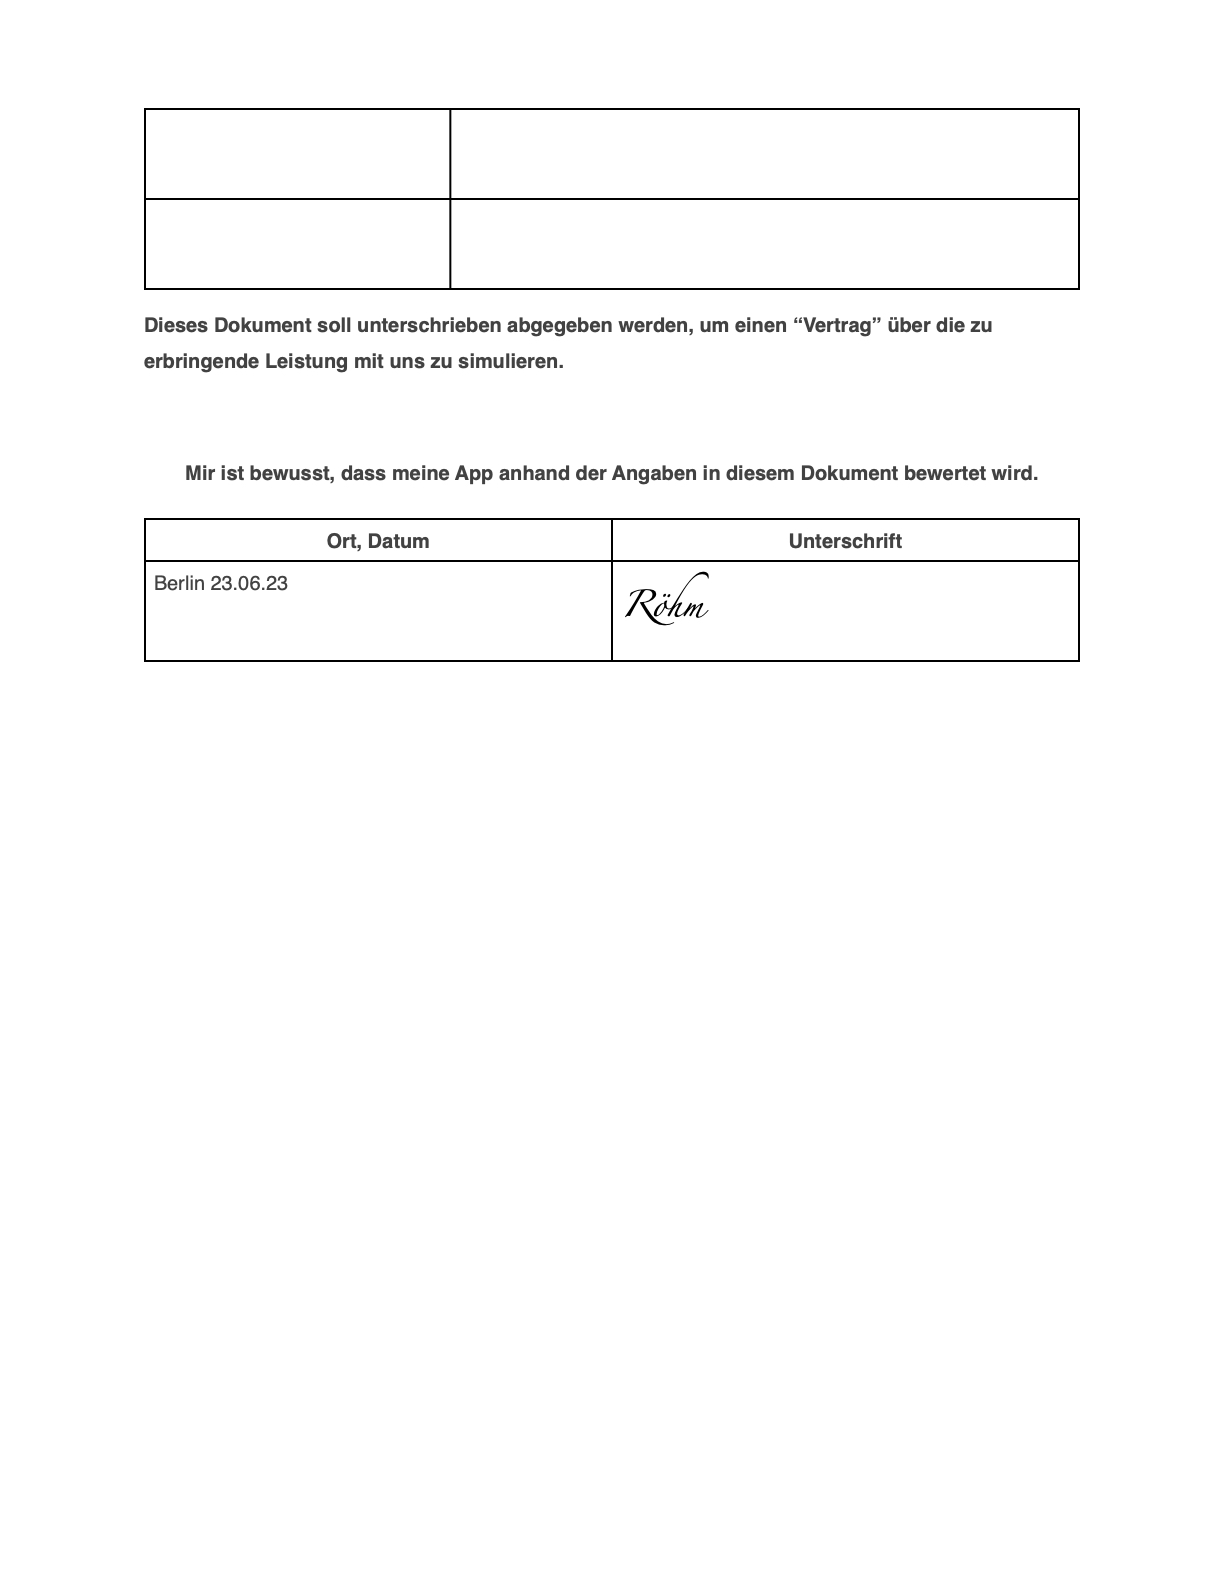 Dieses Dokument soll unterschrieben abgegeben werden, um einen “Vertrag” über die zu
erbringende Leistung mit uns zu simulieren.
Mir ist bewusst, dass meine App anhand der Angaben in diesem Dokument bewertet wird.
Ort, Datum
Unterschrift
Berlin 23.06.23
Röhm